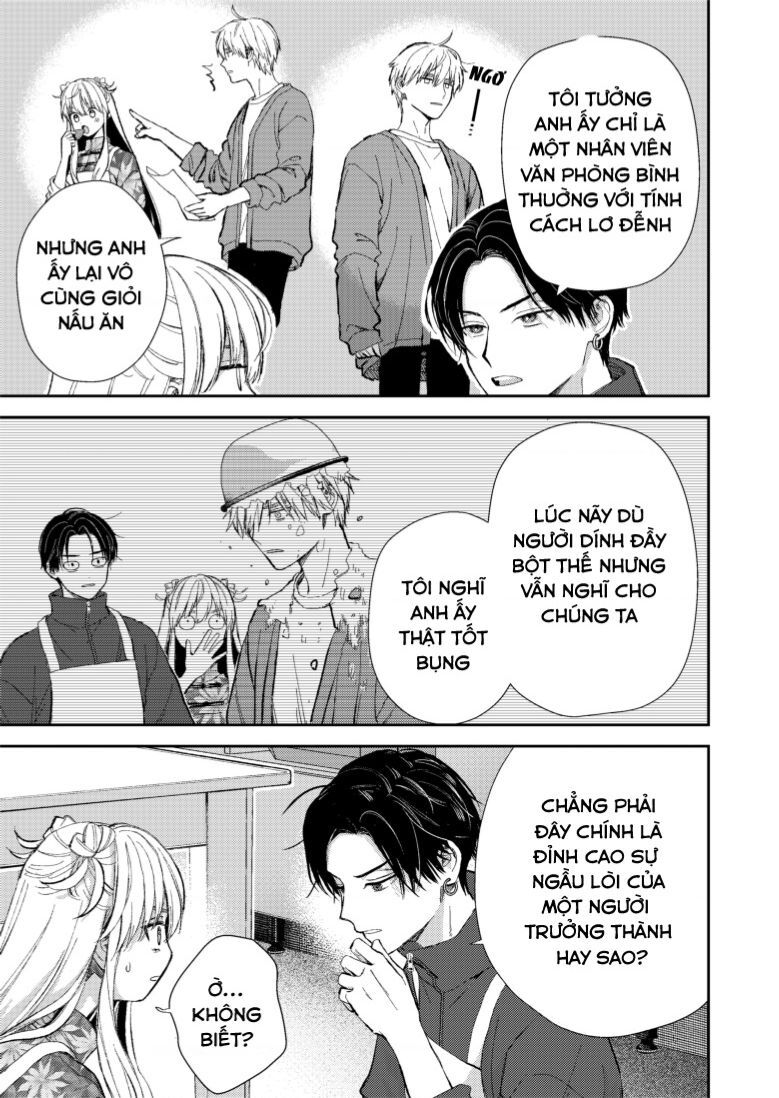 NGƠ
TÔI TƯỞNG
ANH ẤY CHỈ LÀ
MỘT NHÂN VIÊN
VĂN PHÒNG BÌNH
THUỜNG VỚI TÍNH
CÁCH LƠ ĐỄNH
NHƯNG ANH
ẤY LẠI VÔ
CÙNG GIỎI
NẤU ĂN
LÚC NÃY DÙ
NGƯỜI DÍNH ĐẦY
BỘT THẾ NHƯNG
VẪN NGHĨ CHO
CHÚNG TA
TÔI NGHĨ
ANH ẤY
THẬT TỐT
BỤNG
CHẲNG PHẢI
ĐÂY CHÍNH LÀ
ĐỈNH CAO SỰ
NGẦU LÒI CỦA
MỘT NGƯỜI
TRƯỞNG THÀNH
HAY SAO?
Ờ...
KHÔNG
BIẾT?